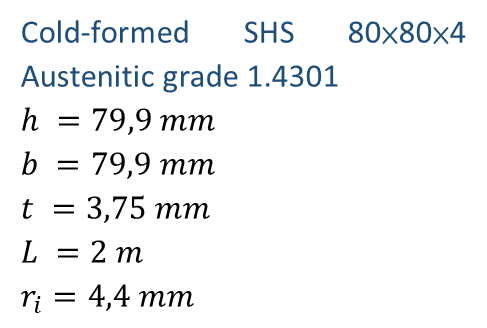 Cold-formed SHS 80×80×4
Austenitic grade 1.4301
h = 79,9 mm
b = 79,9 mm
t = 3,75 mm
L = 2 m
rᵢ = 4,4 mm